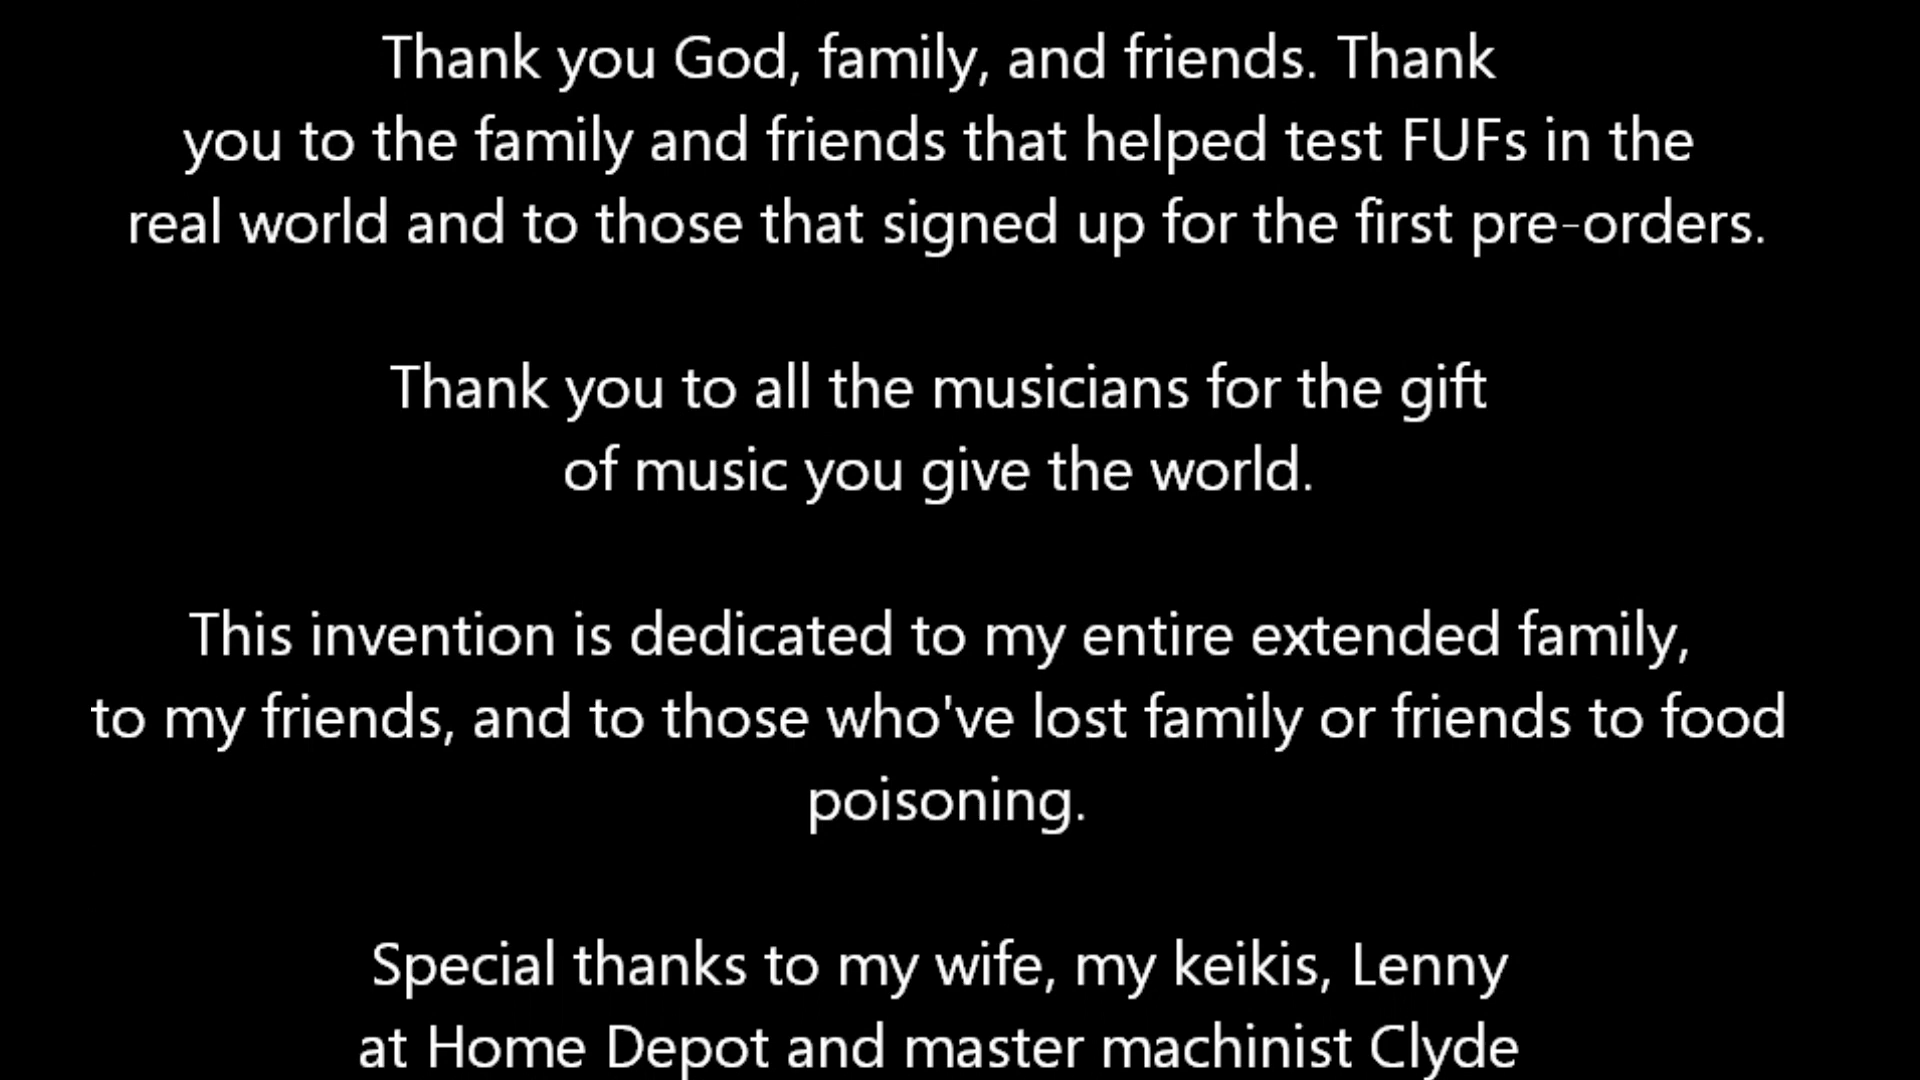 Thank you God, family, and friends. Thank
you to the family and friends that helped test FUFs in the
real world and to those that signed up for the first pre-orders.
Thank you to all the musicians for the gift
of music you give the world.
This invention is dedicated to my entire extended family,
to my friends, and to those who've lost family or friends to food
poisoning.
Special thanks to my wife, my keikis, Lenny
at Home Depot and master machinist Clyde